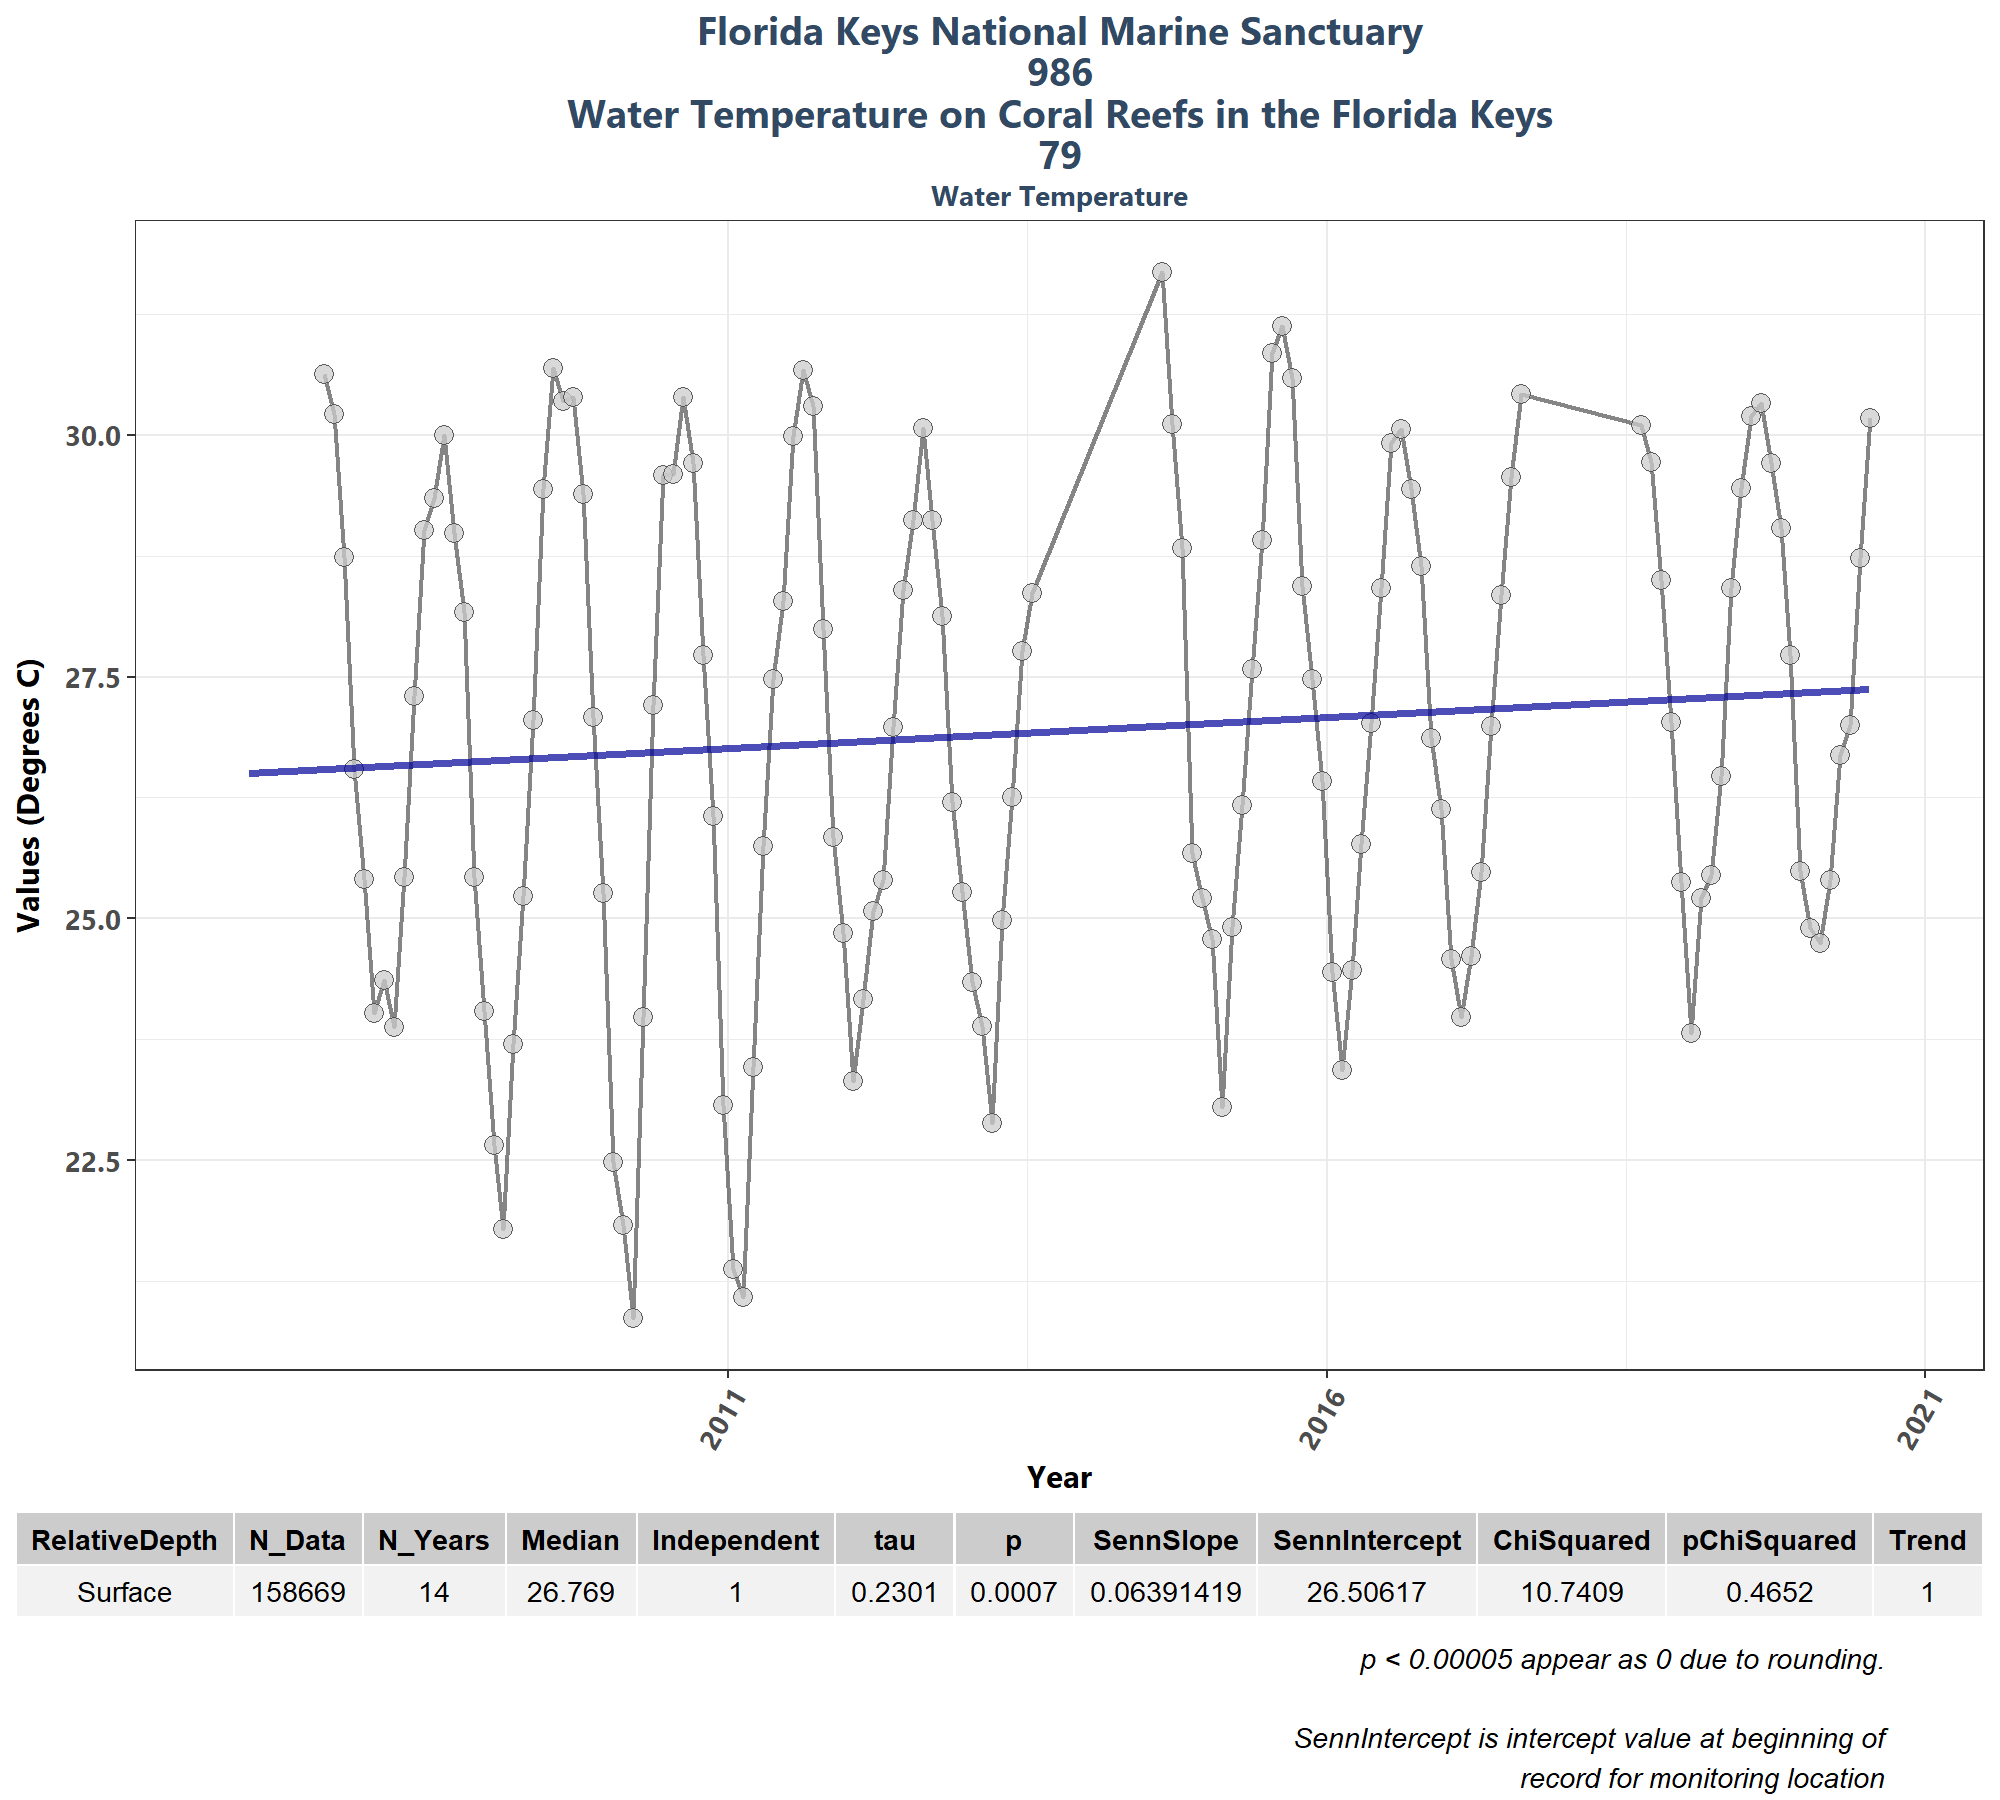 Florida Keys National Marine Sanctuary
986
Water Temperature on Coral Reefs in the Florida Keys
79
Water Temperature
Values (Degrees C)
30.0
27.5
25.0
22.5
2011
2016
2021
Year
RelativeDepth N_Data N_Years Median Independent tau p SennSlope SennIntercept ChiSquared pChiSquared Trend
Surface 158669 14 26.769 1 0.2301 0.0007 0.06391419 26.50617 10.7409 0.4652 1
p < 0.00005 appear as 0 due to rounding.
SennIntercept is intercept value at beginning of
record for monitoring location